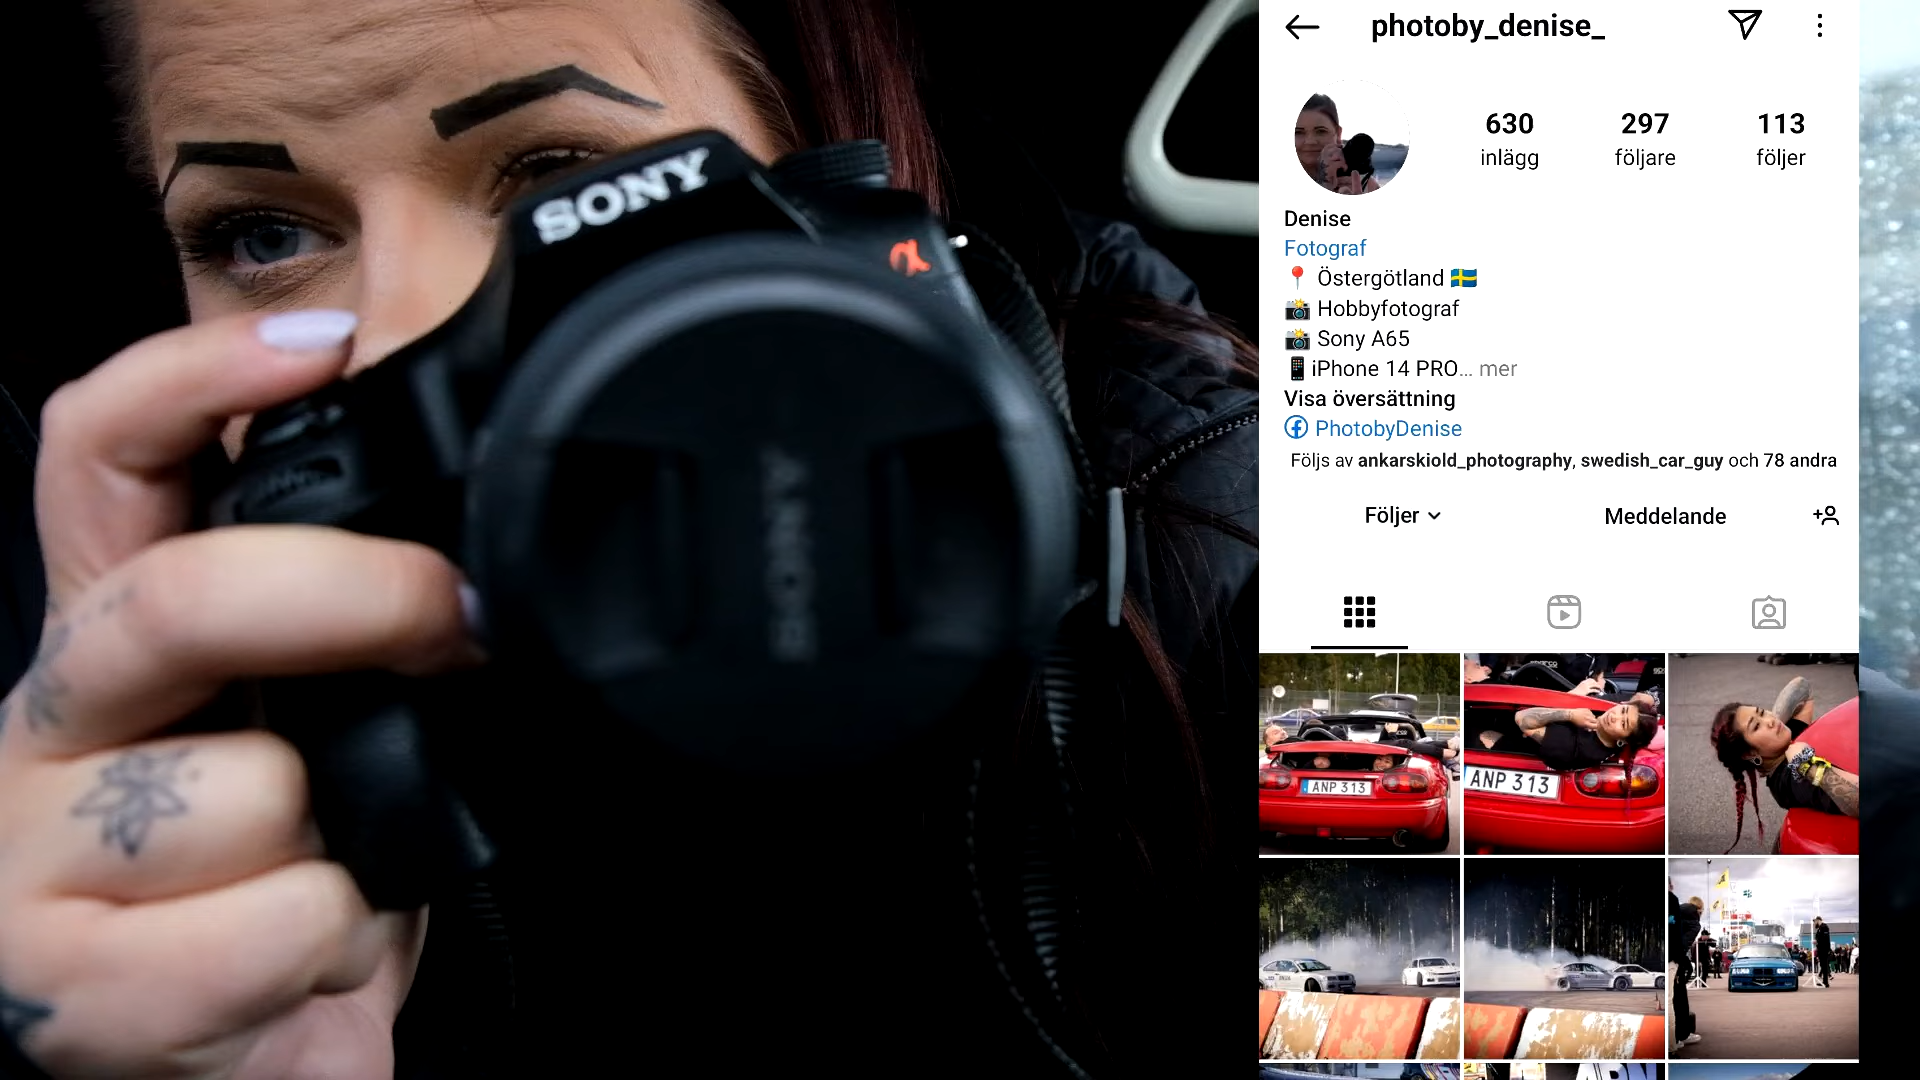 SONY
α
SONY
photoby_denise_
630
297
113
inlägg
följare
följer
Denise
Fotograf
📍 Östergötland 🇸🇪
📸 Hobbyfotograf
📸 Sony A65
📱iPhone 14 PRO... mer
Visa översättning
PhotobyDenise
Följs av ankarskiold_photography, swedish_car_guy och 78 andra
Följer
Meddelande
ANP 313
ANP 313